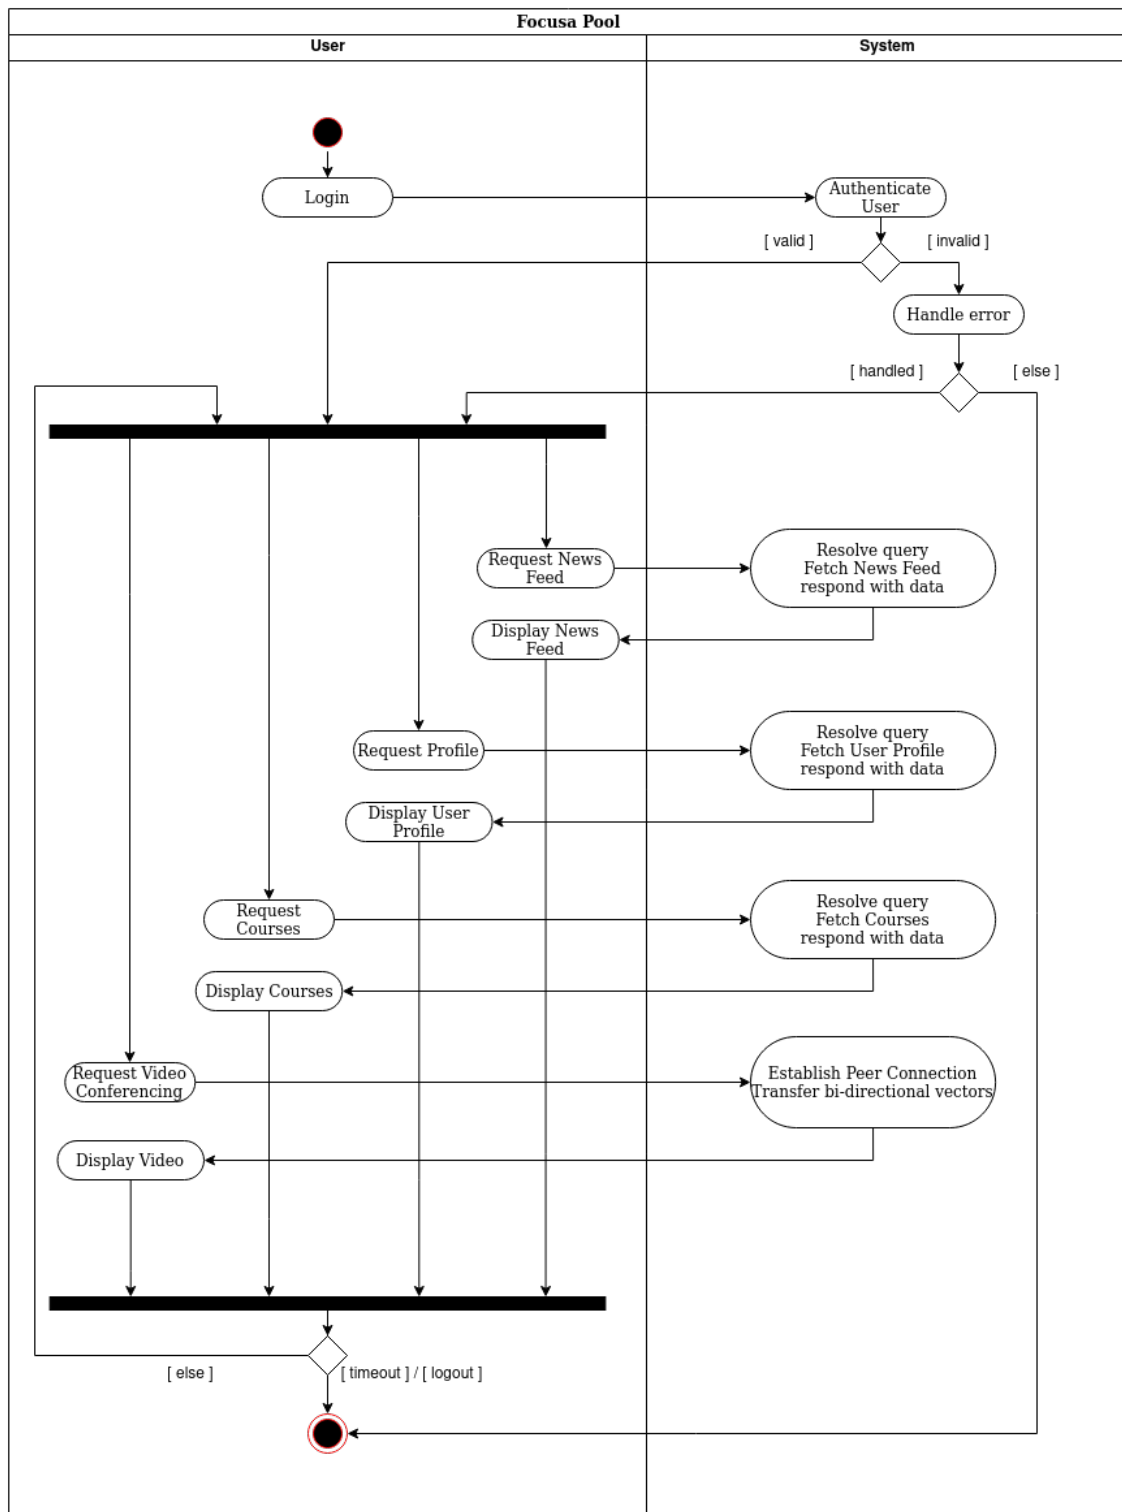 Focusa Pool
User
System
Login
Authenticate
User
[ valid ]
[ invalid ]
Handle error
[ handled ]
[ else ]
Request News
Feed
Resolve query
Fetch News Feed
respond with data
Display News
Feed
Request Profile
Resolve query
Fetch User Profile
respond with data
Display User
Profile
Request
Courses
Resolve query
Fetch Courses
respond with data
Display Courses
Request Video
Conferencing
Establish Peer Connection
Transfer bi-directional vectors
Display Video
[ else ]
[ timeout ] / [ logout ]